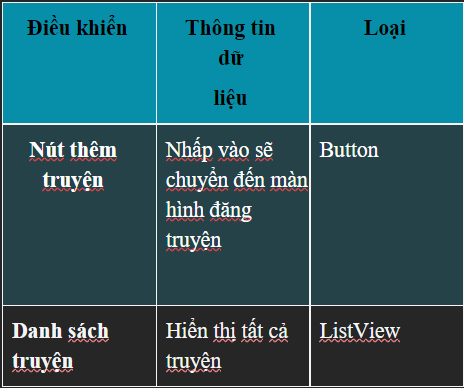 Điều khiển
Thông tin
dữ
liệu
Loại
Nút thêm
truyện
Nhấp vào sẽ
chuyển đến màn
hình đăng
truyện
Button
Danh sách
truyện
Hiển thị tất cả
truyện
ListView